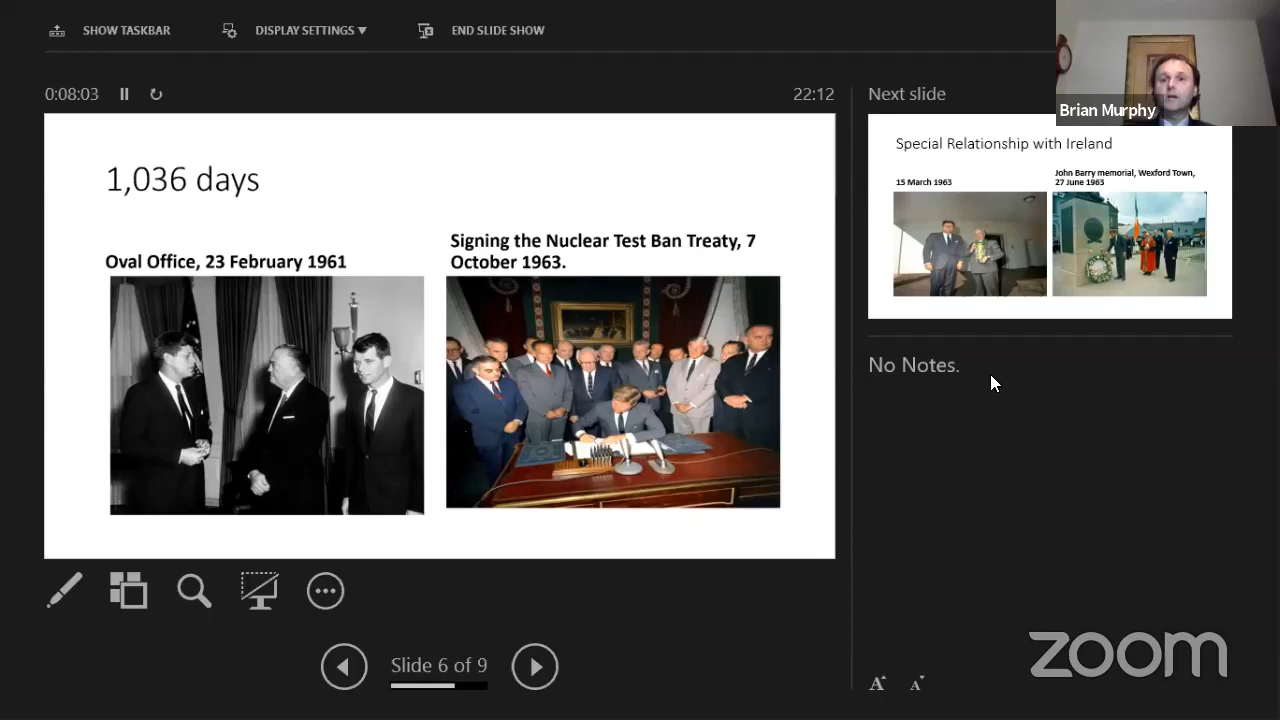 SHOW TASKBAR
DISPLAY SETTINGS
END SLIDE SHOW
0:08:03
22:12
Next slide
Brian Murphy
1,036 days
Oval Office, 23 February 1961
Signing the Nuclear Test Ban Treaty, 7
October 1963.
Special Relationship with Ireland
15 March 1963
John Barry memorial, Wexford Town,
27 June 1963
No Notes.
Slide 6 of 9
A A
zoom